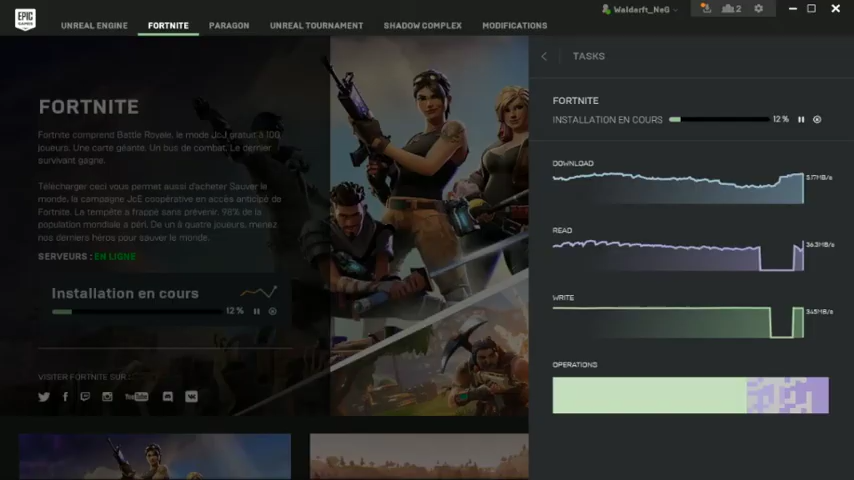 EPIC
GAMES
UNREAL ENGINE
FORTNITE
PARAGON
UNREAL TOURNAMENT
SHADOW COMPLEX
MODIFICATIONS
Walderft_NeG
2
FORTNITE
Fortnite comprend Battle Royale, le mode JcJ gratuit à 100
joueurs. Une carte géante. Un bus de combat. Le dernier
survivant gagne.
Télécharger ceci vous permet aussi d'acheter Sauver le
monde, la campagne JcE coopérative en accès anticipé de
Fortnite. La tempête a frappé sans prévenir. 98% de la
population mondiale a péri. De un à quatre joueurs, menez
nos derniers héros pour sauver le monde.
SERVEURS : EN LIGNE
Installation en cours
12 %
VISITER FORTNITE SUR :
YouTube
TASKS
FORTNITE
INSTALLATION EN COURS
12 %
DOWNLOAD
READ
36.3MB/s
WRITE
OPERATIONS